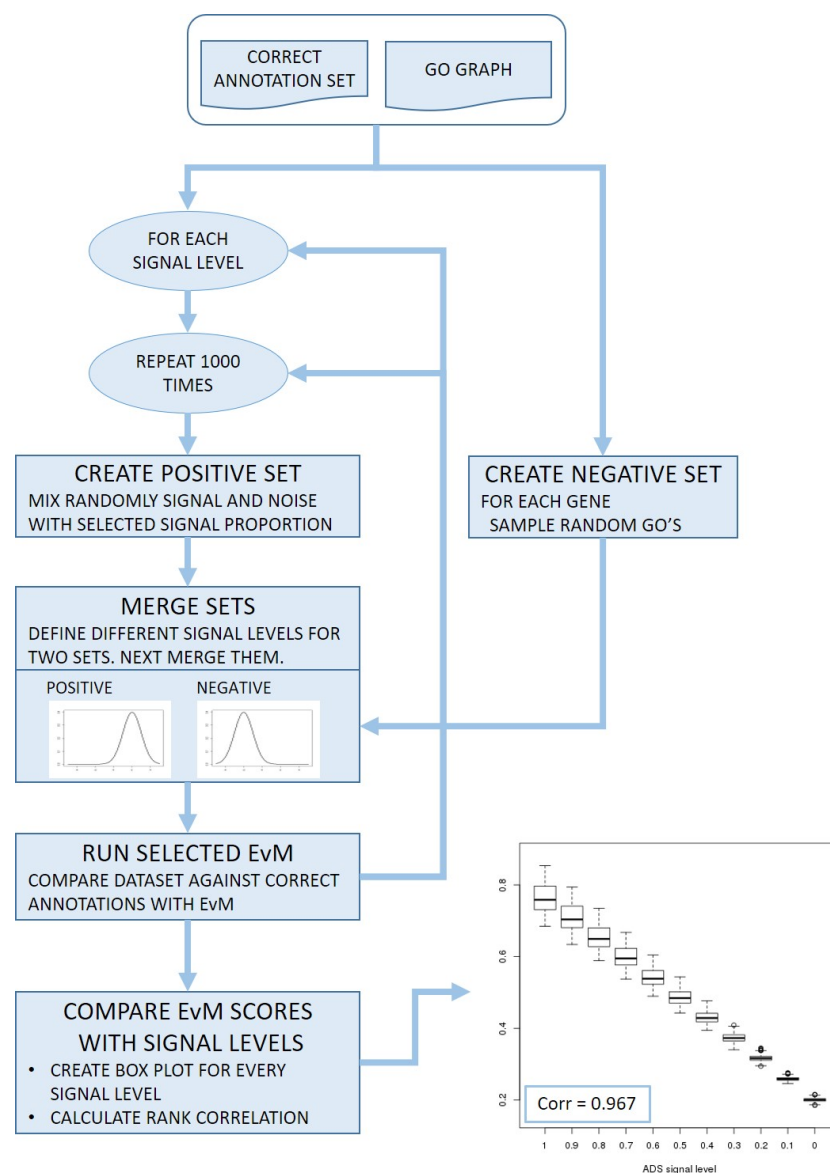 CORRECT
ANNOTATION SET
GO GRAPH
FOR EACH
SIGNAL LEVEL
REPEAT 1000
TIMES
CREATE POSITIVE SET
MIX RANDOMLY SIGNAL AND NOISE
WITH SELECTED SIGNAL PROPORTION
CREATE NEGATIVE SET
FOR EACH GENE
SAMPLE RANDOM GO'S
MERGE SETS
DEFINE DIFFERENT SIGNAL LEVELS FOR
TWO SETS. NEXT MERGE THEM.
POSITIVE
NEGATIVE
RUN SELECTED EvM
COMPARE DATASET AGAINST CORRECT
ANNOTATIONS WITH EvM
COMPARE EvM SCORES
WITH SIGNAL LEVELS
• CREATE BOX PLOT FOR EVERY
SIGNAL LEVEL
• CALCULATE RANK CORRELATION
0.8
0.6
0.4
0.2
Corr = 0.967
1 0.9 0.8 0.7 0.6 0.5 0.4 0.3 0.2 0.1 0
ADS signal level